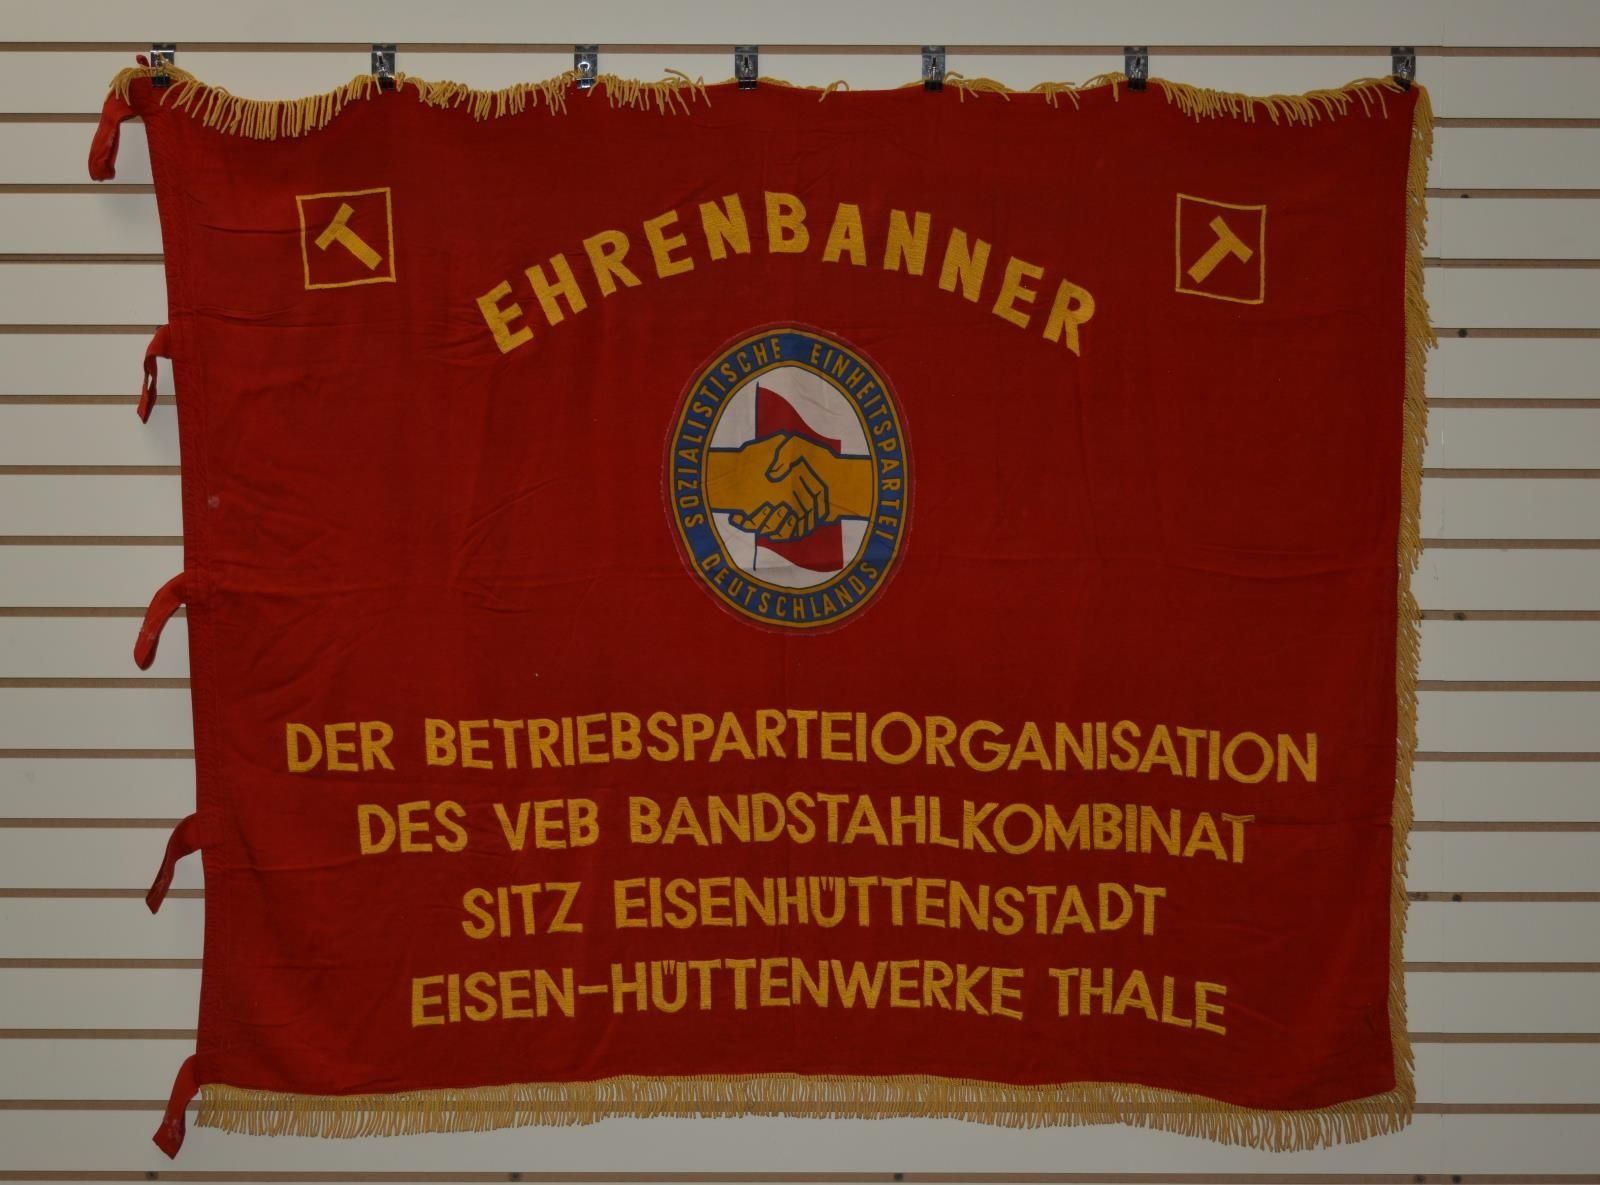 EHRENBANNER
SOZIALISTISCHE EINHEITSPARTEI
DEUTSCHLANDS
DER BETRIEBSPARTEIORGANISATION
DES VEB BANDSTAHLKOMBINAT
SITZ EISENHÜTTENSTADT
EISEN-HÜTTENWERKE THALE